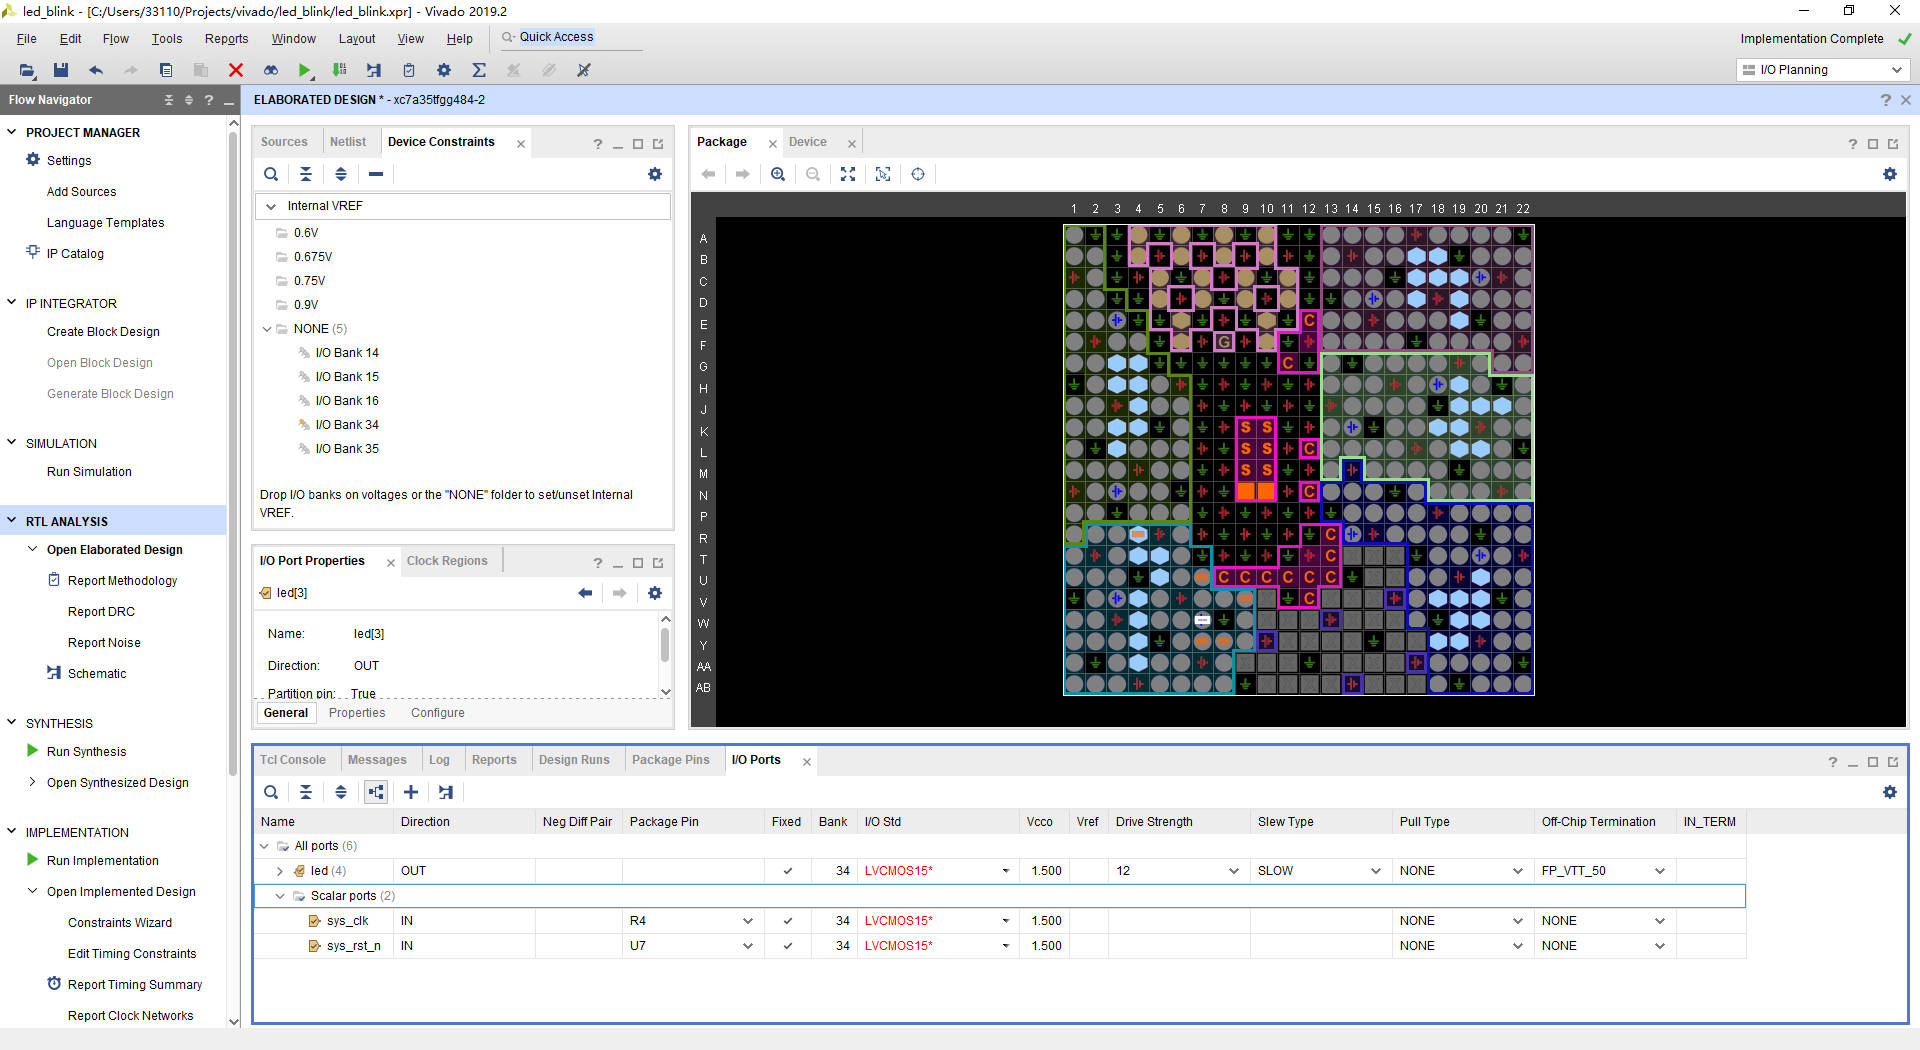 led_blink - [C:/Users/33110/Projects/vivado/led_blink/led_blink.xpr] - Vivado 2019.2
File Edit Flow Tools Reports Window Layout View Help Quick Access
Implementation Complete
I/O Planning
Flow Navigator
ELABORATED DESIGN * - xc7a35tfgg484-2
PROJECT MANAGER
Settings
Add Sources
Language Templates
IP Catalog
IP INTEGRATOR
Create Block Design
Open Block Design
Generate Block Design
SIMULATION
Run Simulation
RTL ANALYSIS
Open Elaborated Design
Report Methodology
Report DRC
Report Noise
Schematic
SYNTHESIS
Run Synthesis
Open Synthesized Design
IMPLEMENTATION
Run Implementation
Open Implemented Design
Constraints Wizard
Edit Timing Constraints
Report Timing Summary
Report Clock Networks
Sources Netlist Device Constraints
Internal VREF
0.6V
0.675V
0.75V
0.9V
NONE (5)
I/O Bank 14
I/O Bank 15
I/O Bank 16
I/O Bank 34
I/O Bank 35
Drop I/O banks on voltages or the "NONE" folder to set/unset Internal
VREF.
I/O Port Properties Clock Regions
led[3]
Name: led[3]
Direction: OUT
Partition pin: True
General Properties Configure
Package Device
1 2 3 4 5 6 7 8 9 10 11 12 13 14 15 16 17 18 19 20 21 22
A
B
C
D
E C
F G
G C
H
J
K S S
L S S C
M S S
N C
P
R C
T C
U C C C C C C
V C
W
Y
AA
AB
Tcl Console Messages Log Reports Design Runs Package Pins I/O Ports
Name Direction Neg Diff Pair Package Pin Fixed Bank I/O Std Vcco Vref Drive Strength Slew Type Pull Type Off-Chip Termination IN_TERM
All ports (6)
led (4) OUT 34 LVCMOS15* 1.500 12 SLOW NONE FP_VTT_50
Scalar ports (2)
sys_clk IN R4 34 LVCMOS15* 1.500 NONE NONE
sys_rst_n IN U7 34 LVCMOS15* 1.500 NONE NONE